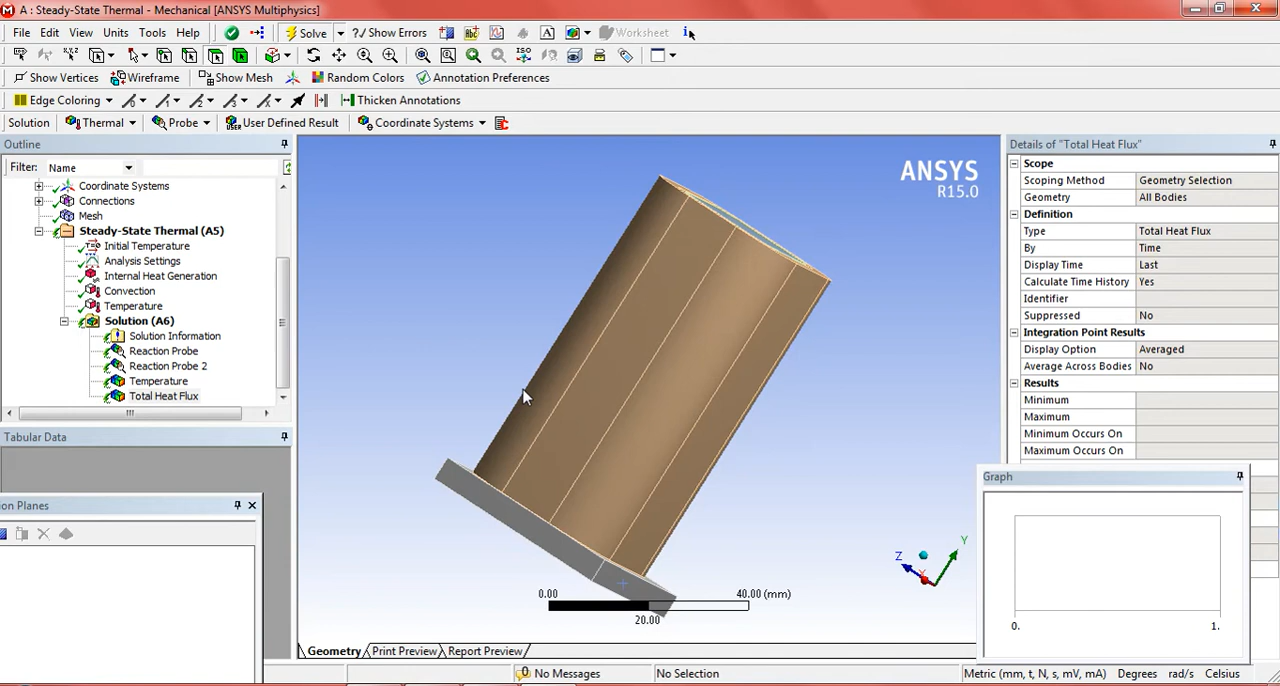 A : Steady-State Thermal - Mechanical [ANSYS Multiphysics]
File Edit View Units Tools Help Solve ?/ Show Errors Worksheet
Show Vertices Wireframe Show Mesh Random Colors Annotation Preferences
Edge Coloring Thicken Annotations
Solution Thermal Probe User Defined Result Coordinate Systems
Outline
Filter: Name
Coordinate Systems
Connections
Mesh
Steady-State Thermal (A5)
Initial Temperature
Analysis Settings
Internal Heat Generation
Convection
Temperature
Solution (A6)
Solution Information
Reaction Probe
Reaction Probe 2
Temperature
Total Heat Flux
Tabular Data
ion Planes
ANSYS
R15.0
Z Y X
0.00 40.00 (mm)
20.00
Geometry Print Preview Report Preview
Details of "Total Heat Flux"
Scope
Scoping Method Geometry Selection
Geometry All Bodies
Definition
Type Total Heat Flux
By Time
Display Time Last
Calculate Time History Yes
Identifier
Suppressed No
Integration Point Results
Display Option Averaged
Average Across Bodies No
Results
Minimum
Maximum
Minimum Occurs On
Maximum Occurs On
Graph
0. 1.
No Messages No Selection Metric (mm, t, N, s, mV, mA) Degrees rad/s Celsius